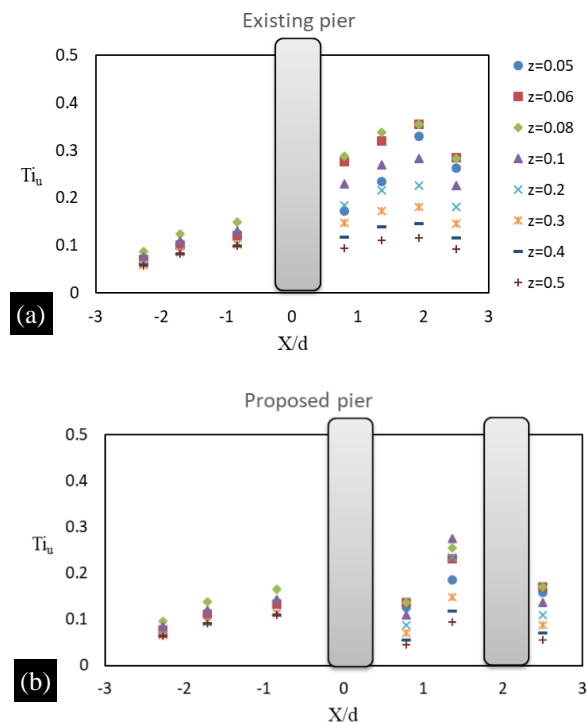 Existing pier
0.5
0.4
0.3
0.2
0.1
0
Ti_u
-3 -2 -1 0 1 2 3
X/d
z=0.05
z=0.06
z=0.08
z=0.1
z=0.2
z=0.3
z=0.4
z=0.5
(a)
Proposed pier
0.5
0.4
0.3
0.2
0.1
0
Ti_u
-3 -2 -1 0 1 2 3
X/d
(b)